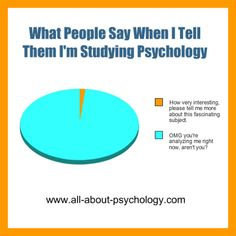 What People Say When I Tell
Them I'm Studying Psychology
How very interesting,
please tell me more
about this fascinating
subject
OMG you're
analyzing me right
now, aren't you?
www.all-about-psychology.com